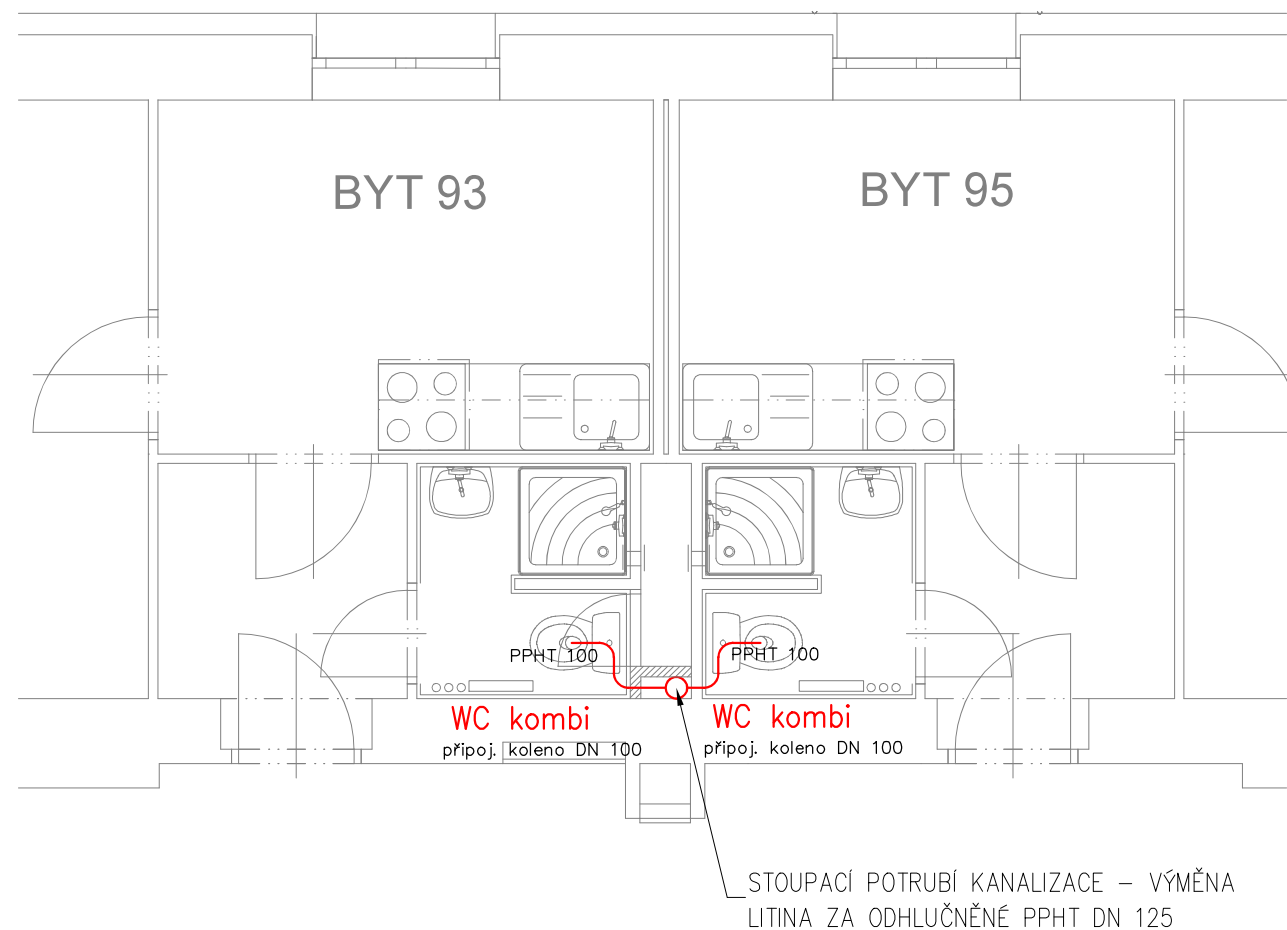 BYT 93
BYT 95
PPHT 100
PPHT 100
WC kombi
připoj. koleno DN 100
WC kombi
připoj. koleno DN 100
STOUPACÍ POTRUBÍ KANALIZACE – VÝMĚNA
LITINA ZA ODHLUČNĚNÉ PPHT DN 125